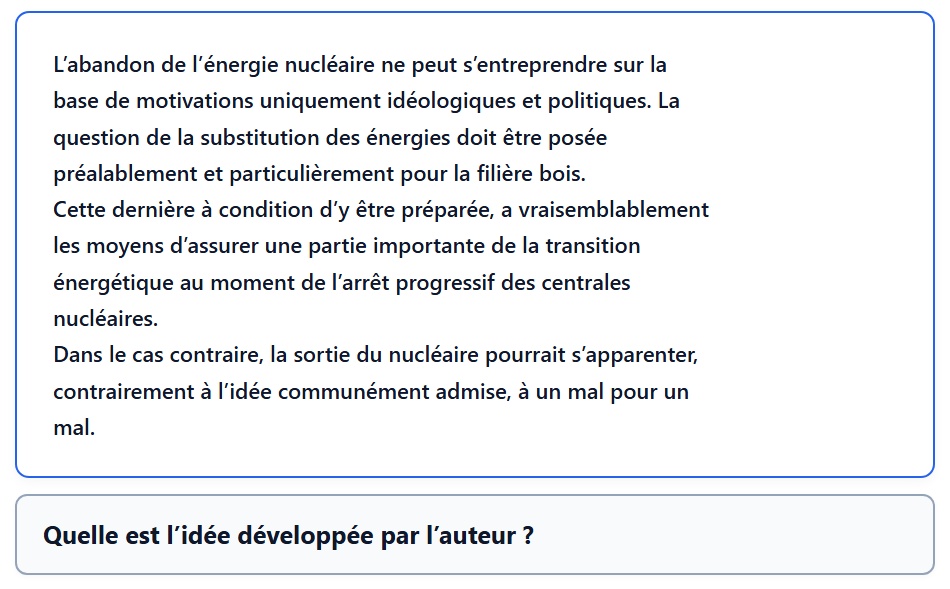 L’abandon de l’énergie nucléaire ne peut s’entreprendre sur la
base de motivations uniquement idéologiques et politiques. La
question de la substitution des énergies doit être posée
préalablement et particulièrement pour la filière bois.
Cette dernière à condition d’y être préparée, a vraisemblablement
les moyens d’assurer une partie importante de la transition
énergétique au moment de l’arrêt progressif des centrales
nucléaires.
Dans le cas contraire, la sortie du nucléaire pourrait s’apparenter,
contrairement à l’idée communément admise, à un mal pour un
mal.
Quelle est l’idée développée par l’auteur ?